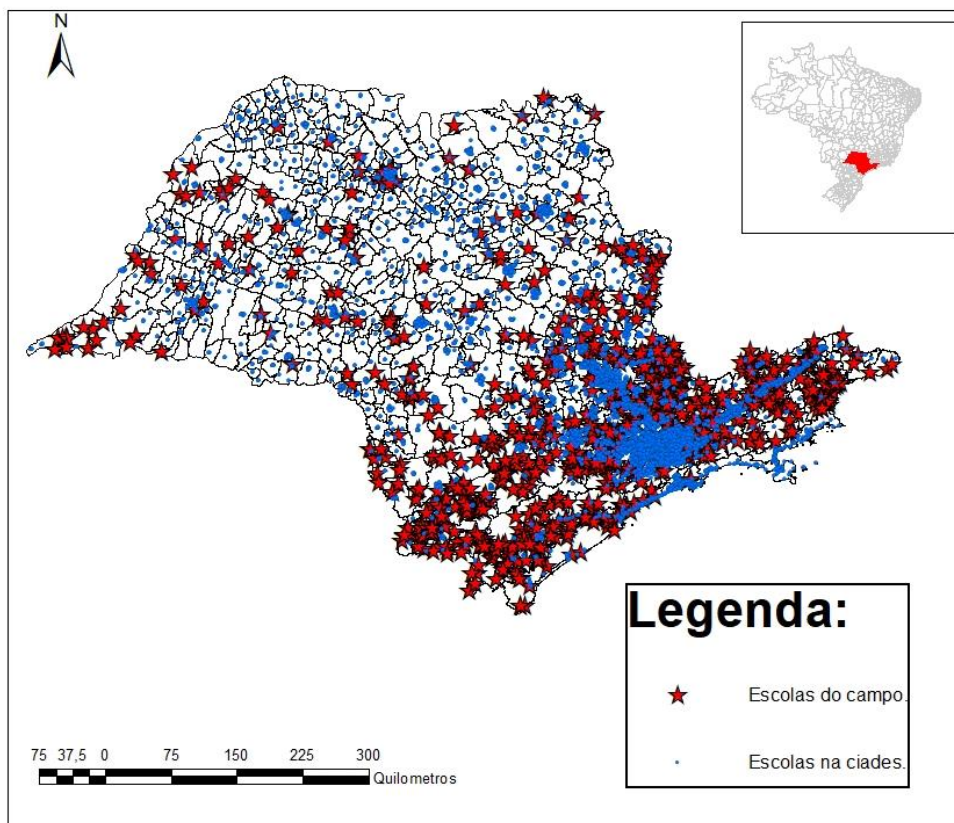 N
Legenda:
Escolas do campo.
Escolas na ciades.
75 37,5 0 75 150 225 300
Quilometros